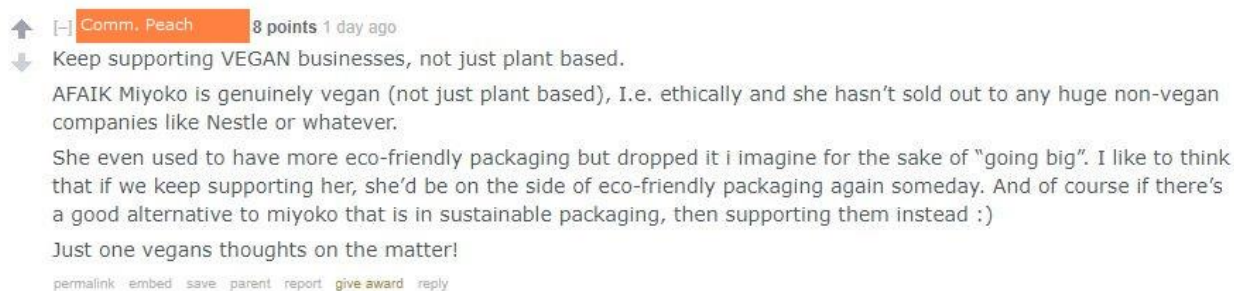 [–] Comm. Peach 8 points 1 day ago
Keep supporting VEGAN businesses, not just plant based.
AFAIK Miyoko is genuinely vegan (not just plant based), I.e. ethically and she hasn’t sold out to any huge non-vegan
companies like Nestle or whatever.
She even used to have more eco-friendly packaging but dropped it i imagine for the sake of “going big”. I like to think
that if we keep supporting her, she’d be on the side of eco-friendly packaging again someday. And of course if there’s
a good alternative to miyoko that is in sustainable packaging, then supporting them instead :)
Just one vegans thoughts on the matter!
permalink embed save parent report give award reply